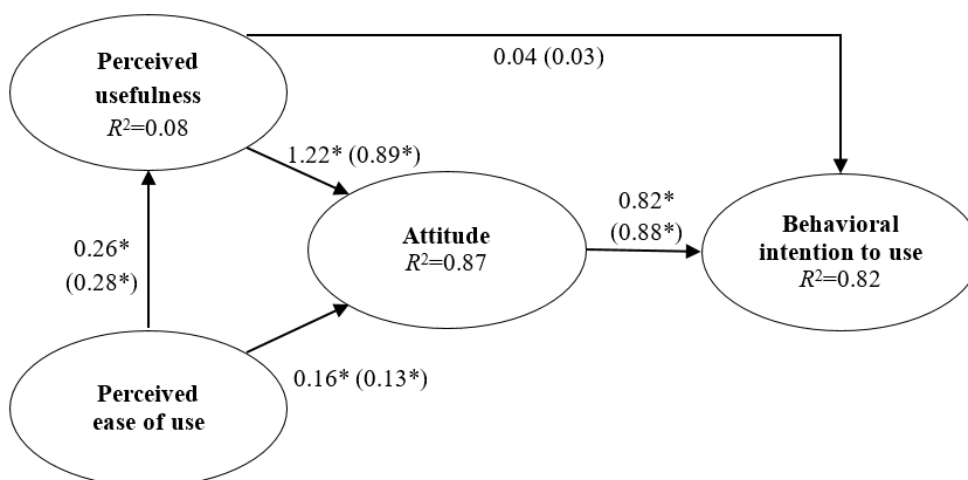 Perceived
usefulness
R²=0.08
0.04 (0.03)
1.22* (0.89*)
0.26*
(0.28*)
Attitude
R²=0.87
0.82*
(0.88*)
Behavioral
intention to use
R²=0.82
0.16* (0.13*)
Perceived
ease of use